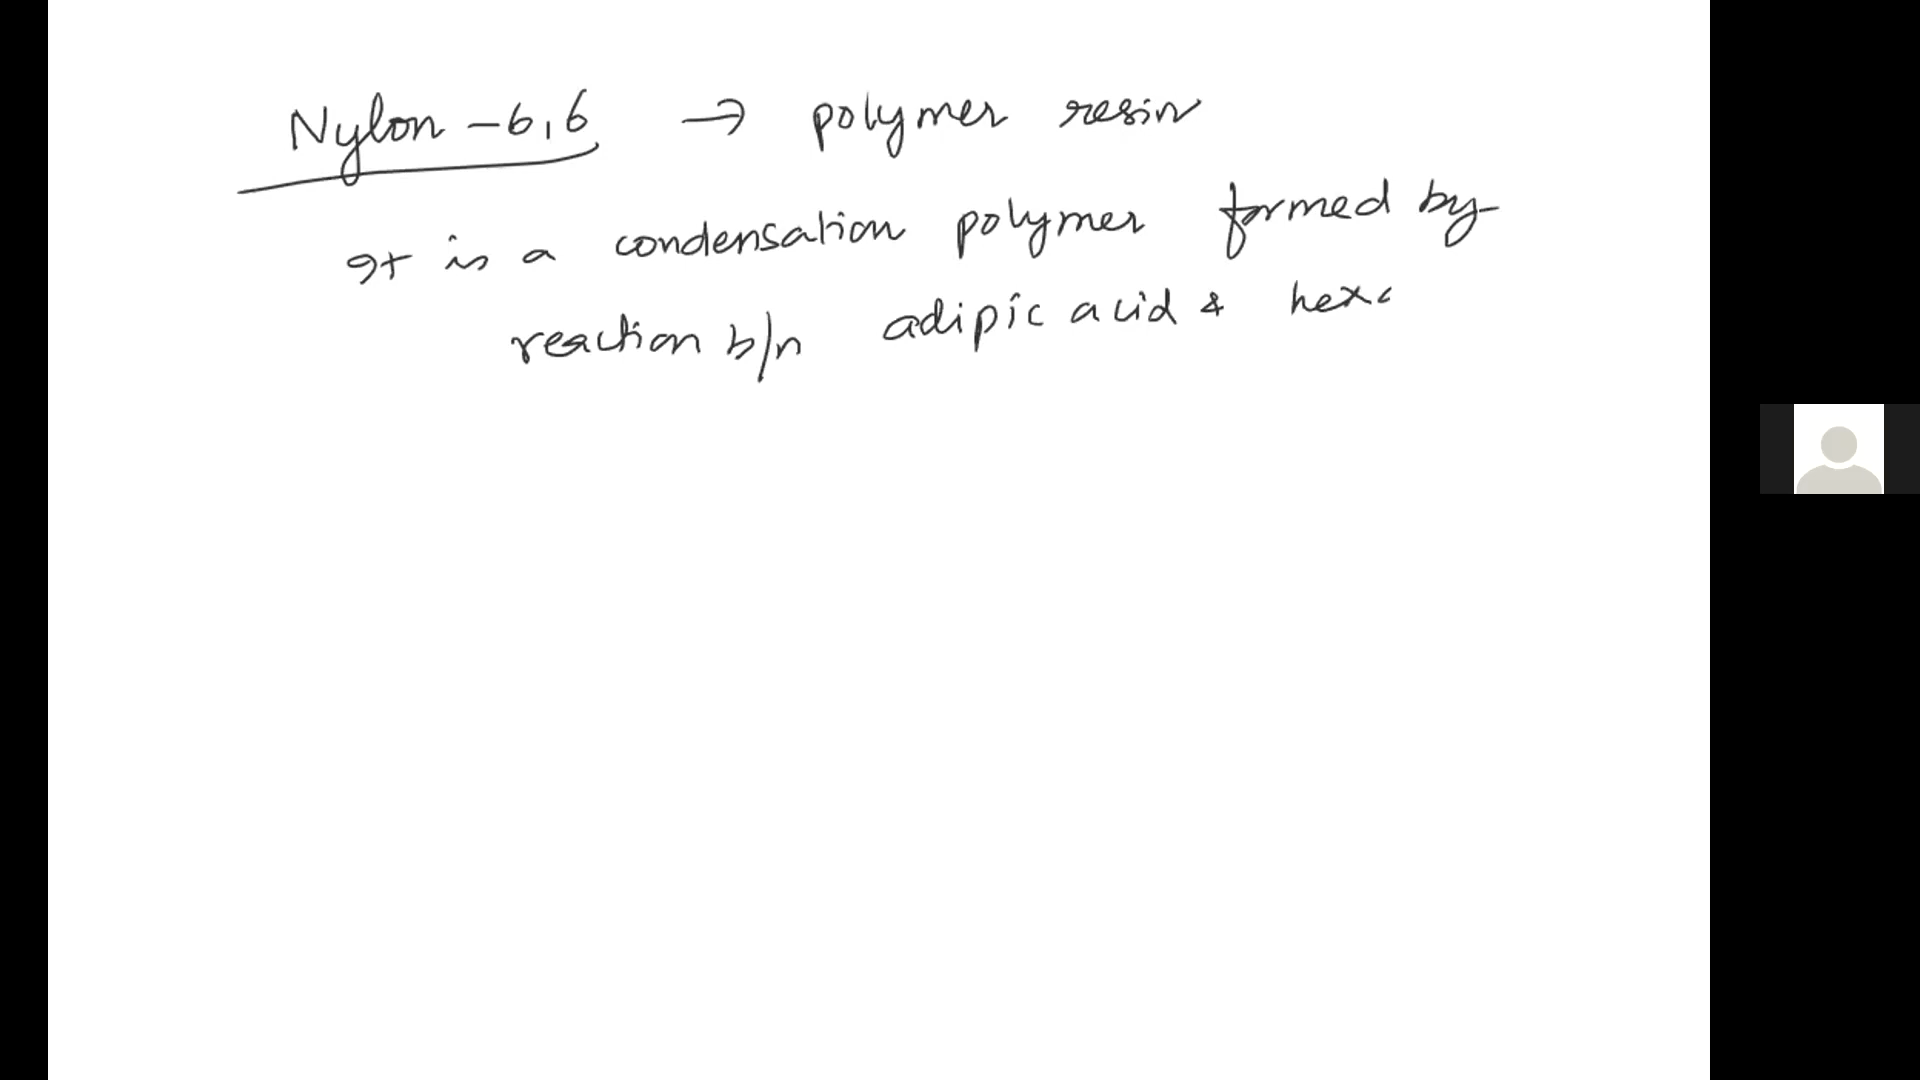 Nylon-6,6 → polymer resin
It is a condensation polymer formed by
reaction b/n adipic acid & hexa